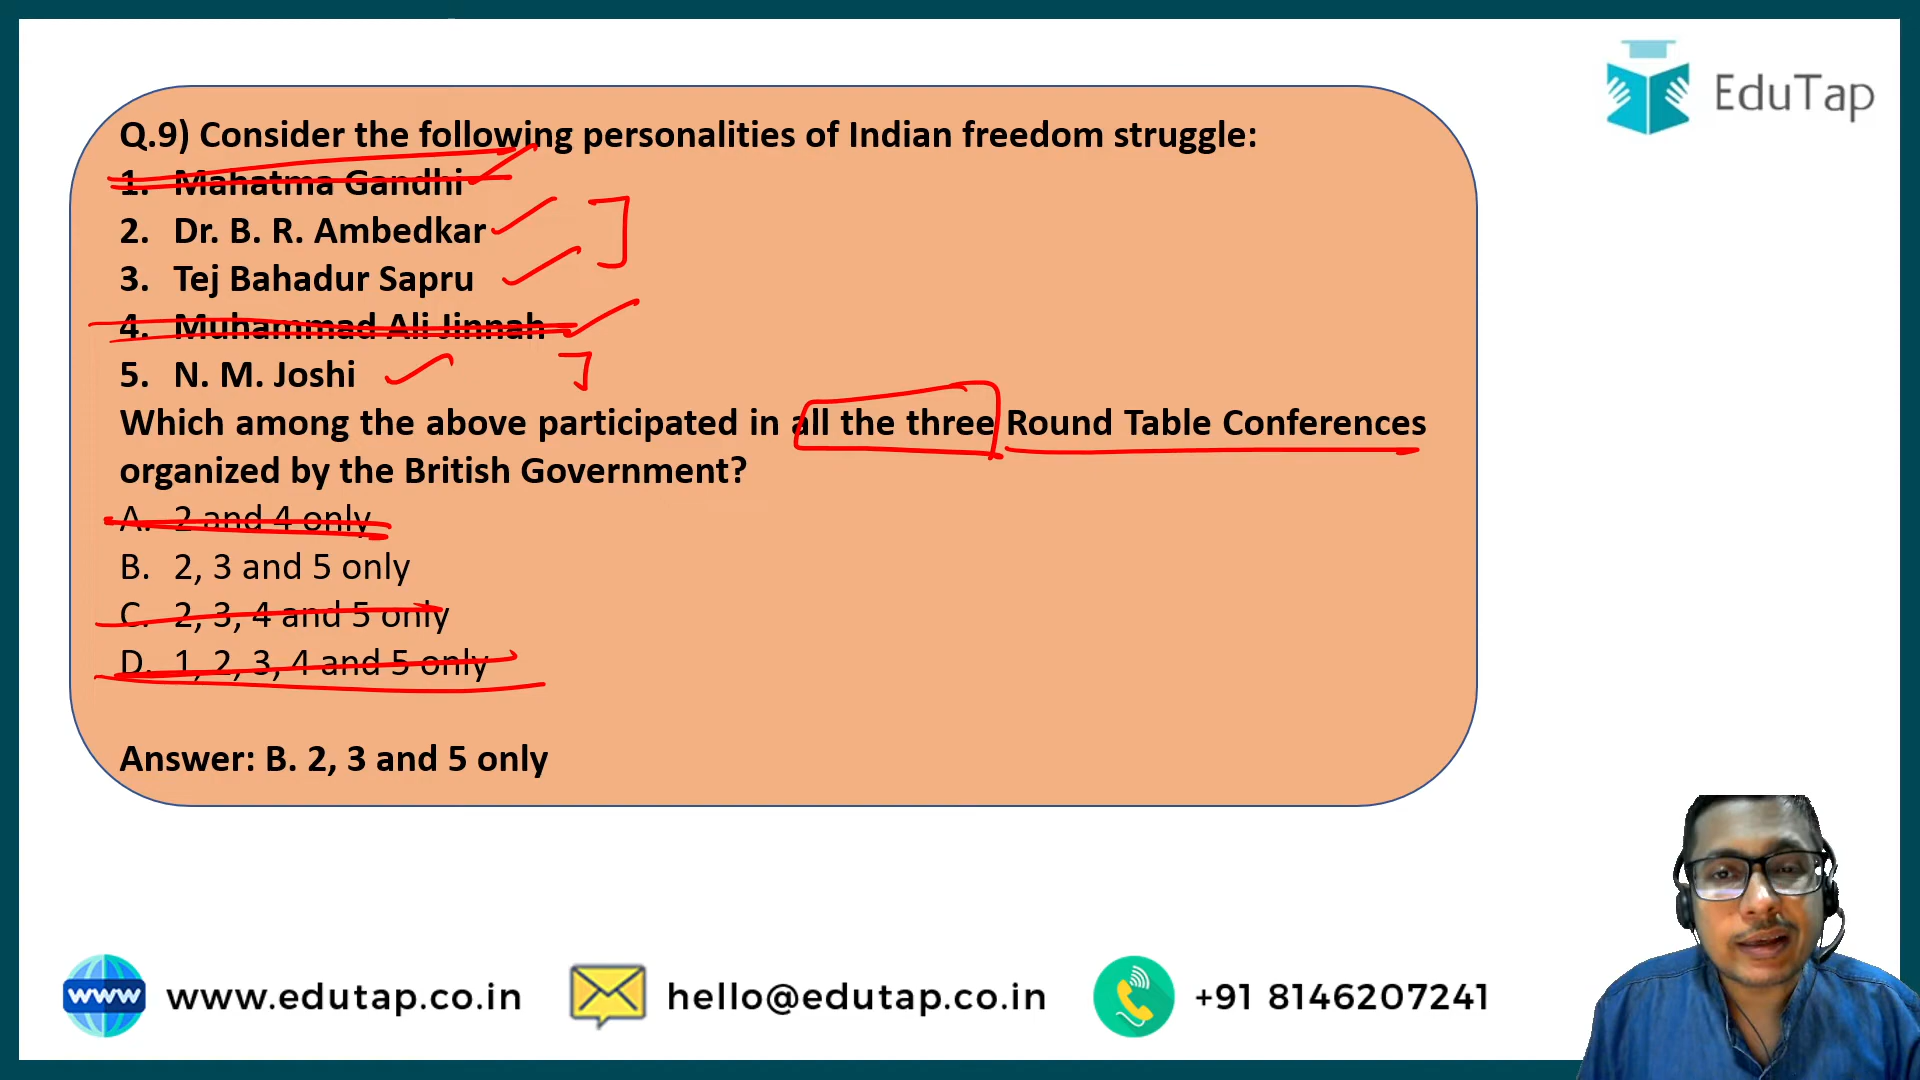 EduTap
Q.9) Consider the following personalities of Indian freedom struggle:
1. Mahatma Gandhi
2. Dr. B. R. Ambedkar
3. Tej Bahadur Sapru
4. Muhammad Ali Jinnah
5. N. M. Joshi
Which among the above participated in all the three Round Table Conferences
organized by the British Government?
A. 2 and 4 only
B. 2, 3 and 5 only
C. 2, 3, 4 and 5 only
D. 1, 2, 3, 4 and 5 only
Answer: B. 2, 3 and 5 only
www www.edutap.co.in hello@edutap.co.in +91 8146207241